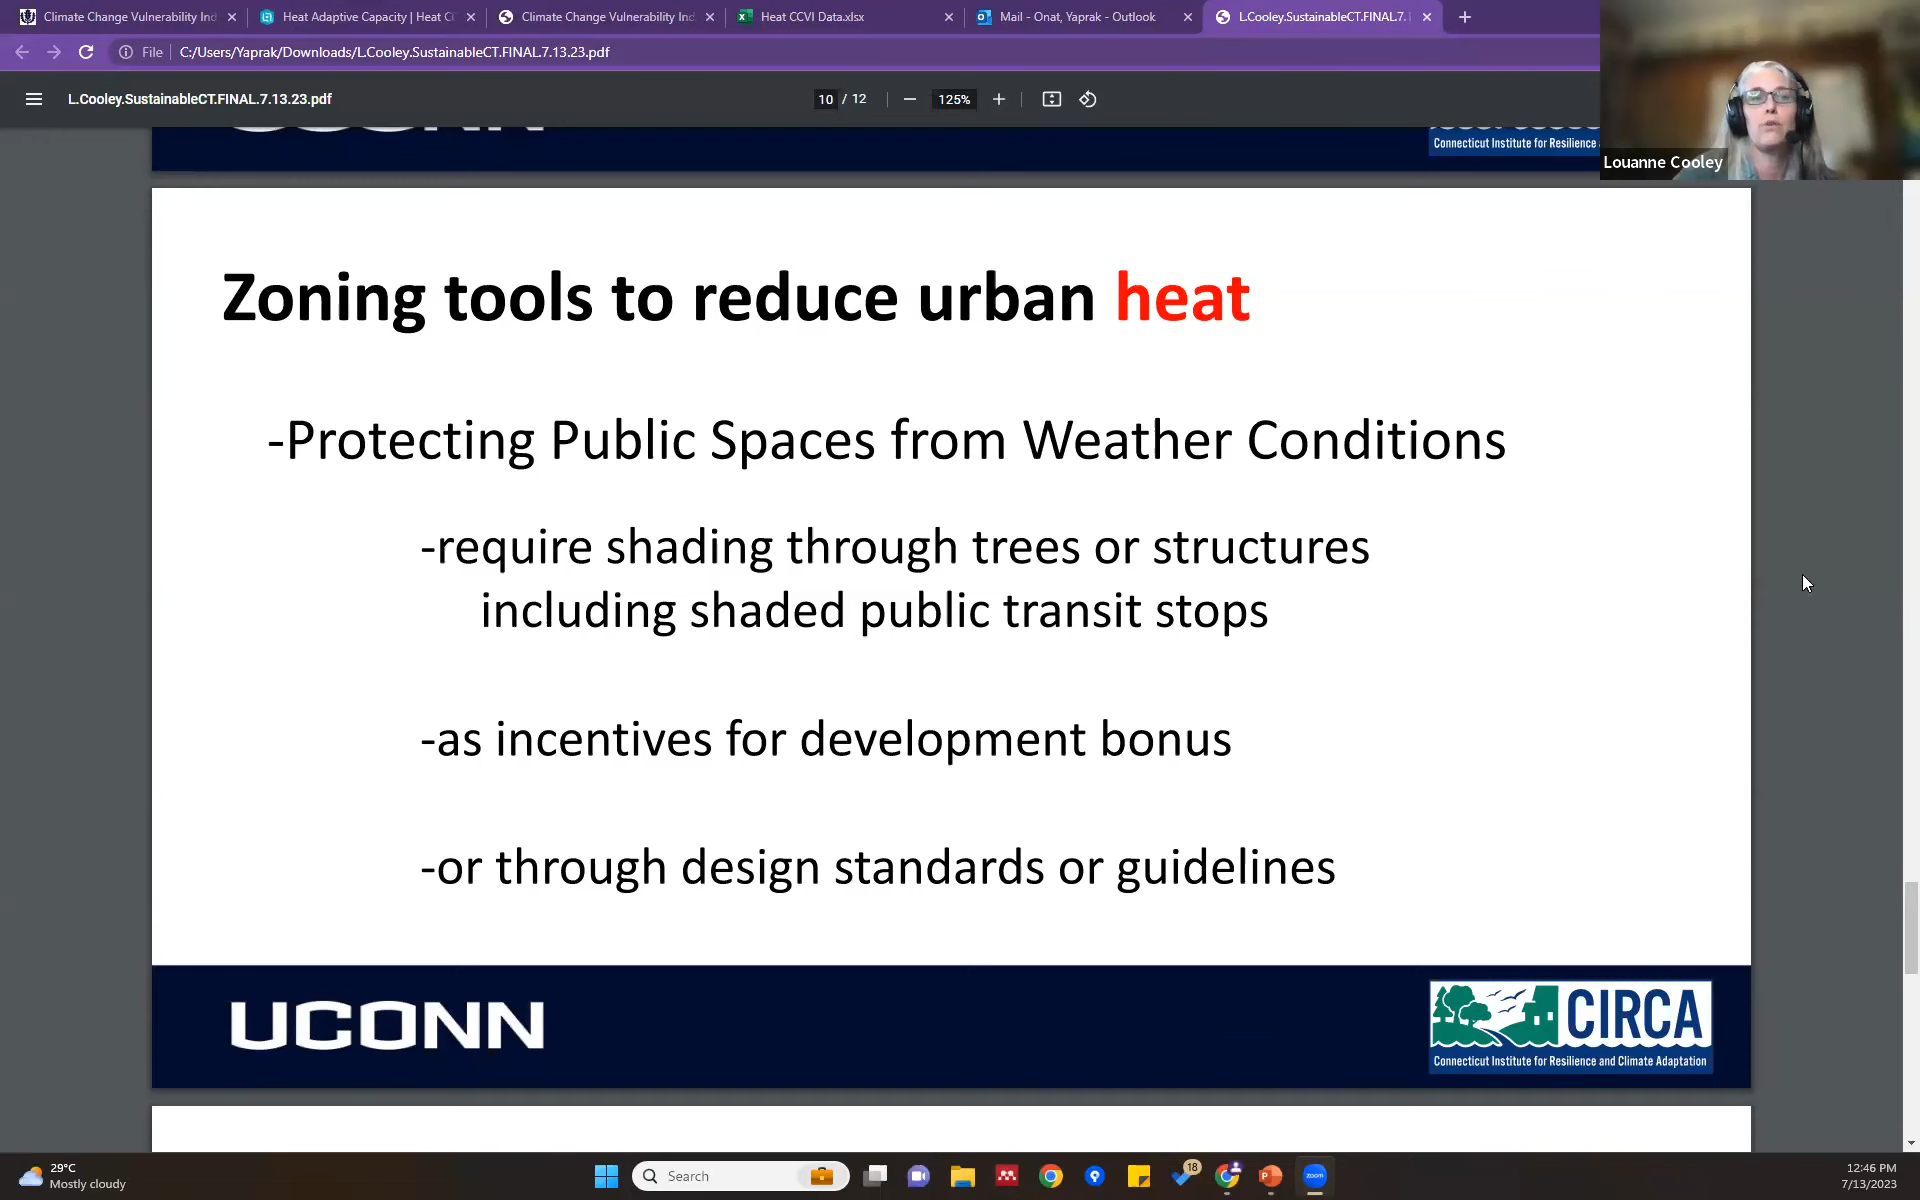 Climate Change Vulnerability Ind
Heat Adaptive Capacity | Heat CC
Climate Change Vulnerability Ind
Heat CCVI Data.xlsx
Mail - Onat, Yaprak - Outlook
L.Cooley.SustainableCT.FINAL.7.1
File
C:/Users/Yaprak/Downloads/L.Cooley.SustainableCT.FINAL.7.13.23.pdf
L.Cooley.SustainableCT.FINAL.7.13.23.pdf
10 / 12
125%
Connecticut Institute for Resilience
Louanne Cooley
Zoning tools to reduce urban heat
-Protecting Public Spaces from Weather Conditions
-require shading through trees or structures
including shaded public transit stops
-as incentives for development bonus
-or through design standards or guidelines
UCONN
CIRCA
Connecticut Institute for Resilience and Climate Adaptation
29°C
Mostly cloudy
Search
18
zoom
12:46 PM
7/13/2023